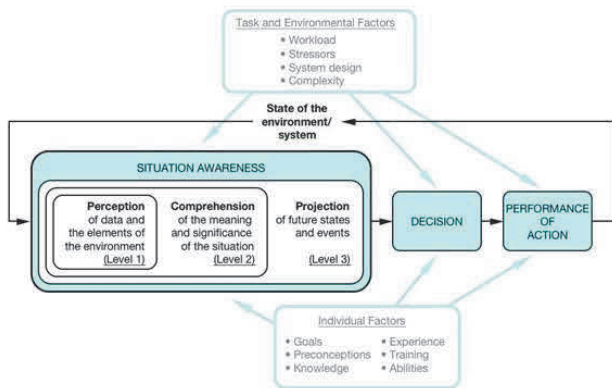 Task and Environmental Factors
• Workload
• Stressors
• System design
• Complexity
State of the
environment/
system
SITUATION AWARENESS
Perception
of data and
the elements of
the environment
(Level 1)
Comprehension
of the meaning
and significance
of the situation
(Level 2)
Projection
of future states
and events
(Level 3)
DECISION
PERFORMANCE
OF
ACTION
Individual Factors
• Goals
• Preconceptions
• Knowledge
• Experience
• Training
• Abilities